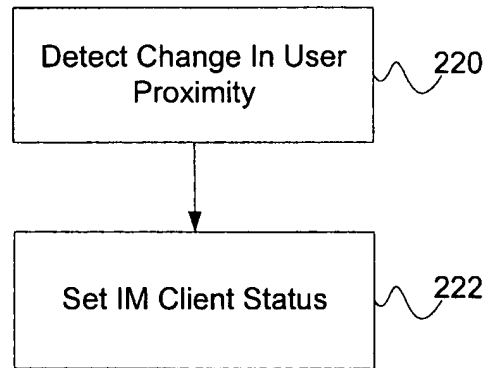 Detect Change In User
Proximity
220
Set IM Client Status
222